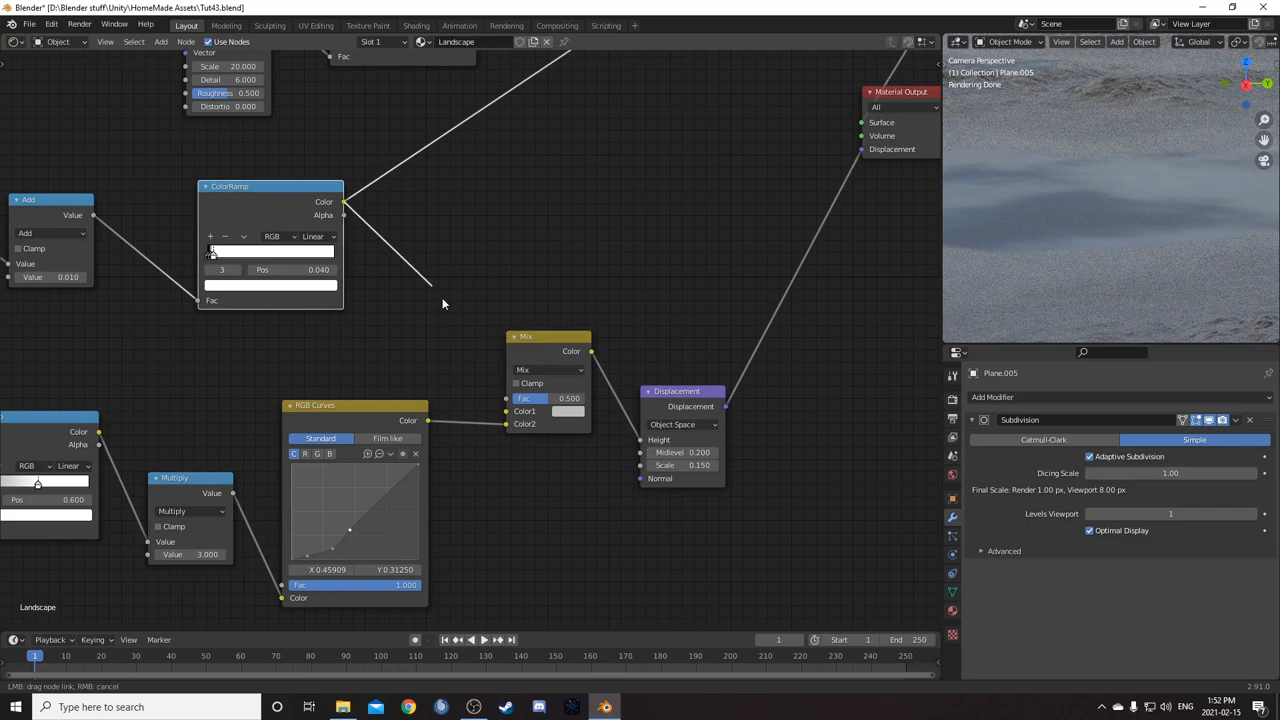 Blender* [D:\Blender stuff\Unity\HomeMade Assets\Tut43.blend]
File Edit Render Window Help Layout Modeling Sculpting UV Editing Texture Paint Shading Animation Rendering Compositing Scripting Scene View Layer
Object View Select Add Node Use Nodes Slot 1 Landscape Object Mode View Select Add Object Global
Vector
Scale 20.000
Detail 6.000
Roughness 0.500
Distortio 0.000
Fac
Camera Perspective
(1) Collection | Plane.005
Rendering Done
Z
Y
X
Material Output
All
Surface
Volume
Displacement
Add
Value
Add
Clamp
Value
Value 0.010
ColorRamp
Color
Alpha
RGB Linear
3 Pos 0.040
Fac
Mix
Color
Mix
Clamp
Fac 0.500
Color1
Color2
Displacement
Displacement
Object Space
Height
Midlevel 0.200
Scale 0.150
Normal
Color
Alpha
RGB Linear
Pos 0.600
Multiply
Value
Multiply
Clamp
Value
Value 3.000
RGB Curves
Color
Standard Film like
C R G B
X 0.45909 Y 0.31250
Fac 1.000
Color
Landscape
Plane.005
Add Modifier
Subdivision
Catmull-Clark Simple
Adaptive Subdivision
Dicing Scale 1.00
Final Scale: Render 1.00 px, Viewport 8.00 px
Levels Viewport 1
Optimal Display
Advanced
Playback Keying View Marker 1 Start 1 End 250
1 10 20 30 40 50 60 70 80 90 100 110 120 130 140 150 160 170 180 190 200 210 220 230 240 250
LMB: drag node link, RMB: cancel 2.91.0
Type here to search
ENG
1:52 PM
2021-02-15